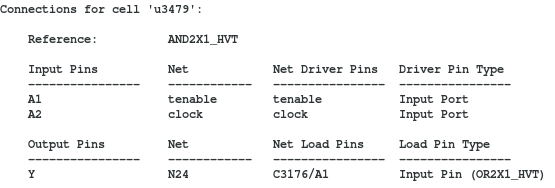 Connections for cell 'u3479':
Reference: AND2X1_HVT
Input Pins Net Net Driver Pins Driver Pin Type
---------------- ------------ ---------------- ----------------
A1 tenable tenable Input Port
A2 clock clock Input Port
Output Pins Net Net Load Pins Load Pin Type
---------------- ------------ ---------------- ----------------
Y N24 C3176/A1 Input Pin (OR2X1_HVT)